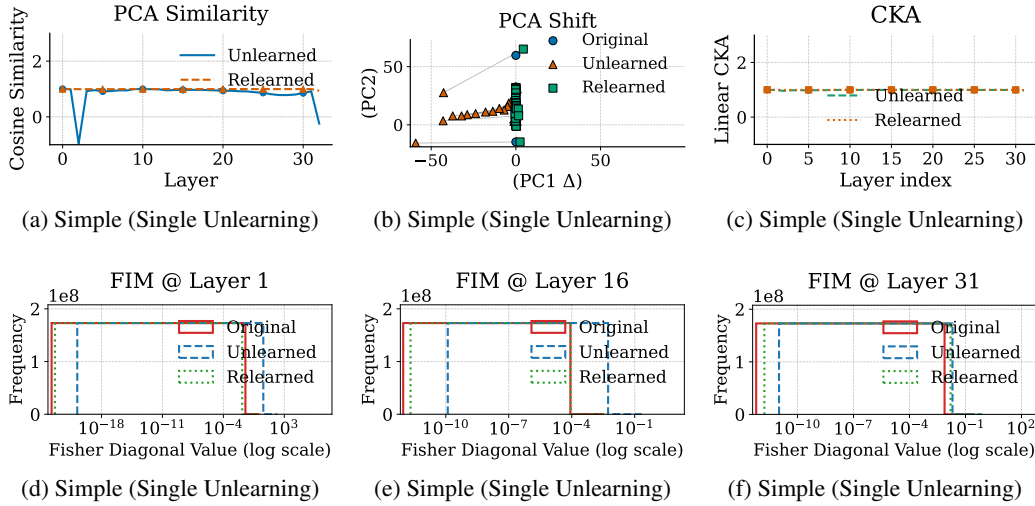 PCA Similarity
Cosine Similarity
2
0
Unlearned
Relearned
0 10 20 30
Layer
(a) Simple (Single Unlearning)
PCA Shift
(PC2)
50
0
Original
Unlearned
Relearned
−50 0 50
(PC1 Δ)
(b) Simple (Single Unlearning)
CKA
Linear CKA
2
0
Unlearned
Relearned
0 5 10 15 20 25 30
Layer index
(c) Simple (Single Unlearning)
FIM @ Layer 1
1e8
Frequency
2
1
0
Original
Unlearned
Relearned
10⁻¹⁸ 10⁻¹¹ 10⁻⁴ 10³
Fisher Diagonal Value (log scale)
(d) Simple (Single Unlearning)
FIM @ Layer 16
1e8
Frequency
2
1
0
Original
Unlearned
Relearned
10⁻¹⁰ 10⁻⁷ 10⁻⁴ 10⁻¹
Fisher Diagonal Value (log scale)
(e) Simple (Single Unlearning)
FIM @ Layer 31
1e8
Frequency
2
1
0
Original
Unlearned
Relearned
10⁻¹⁰ 10⁻⁷ 10⁻⁴ 10⁻¹ 10²
Fisher Diagonal Value (log scale)
(f) Simple (Single Unlearning)